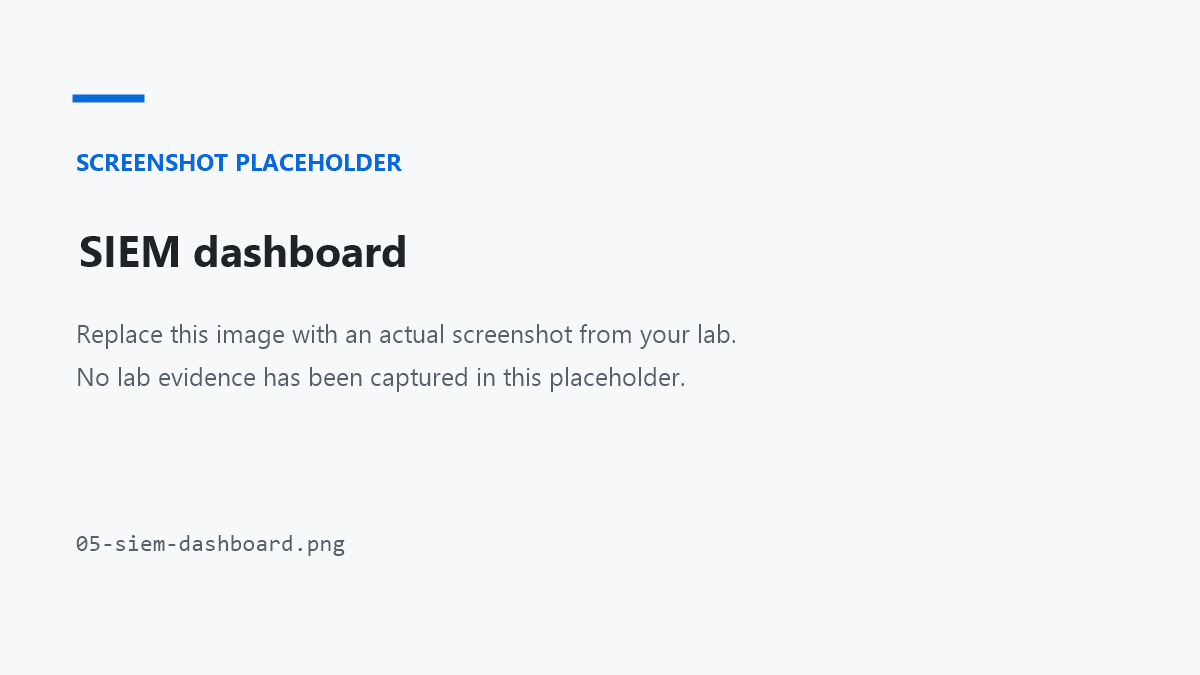 SCREENSHOT PLACEHOLDER
SIEM dashboard
Replace this image with an actual screenshot from your lab.
No lab evidence has been captured in this placeholder.
05-siem-dashboard.png